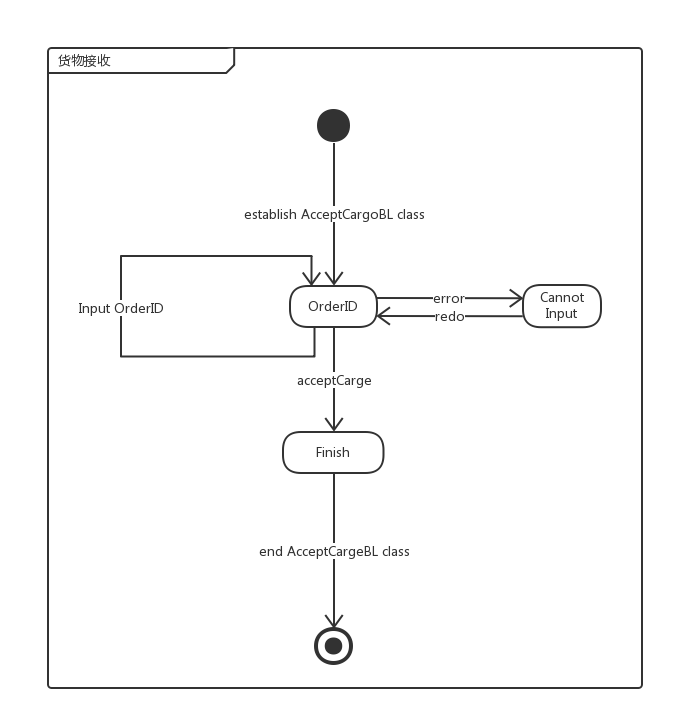 货物接收
establish AcceptCargoBL class
Input OrderID
OrderID
error
redo
Cannot
Input
acceptCarge
Finish
end AcceptCargeBL class